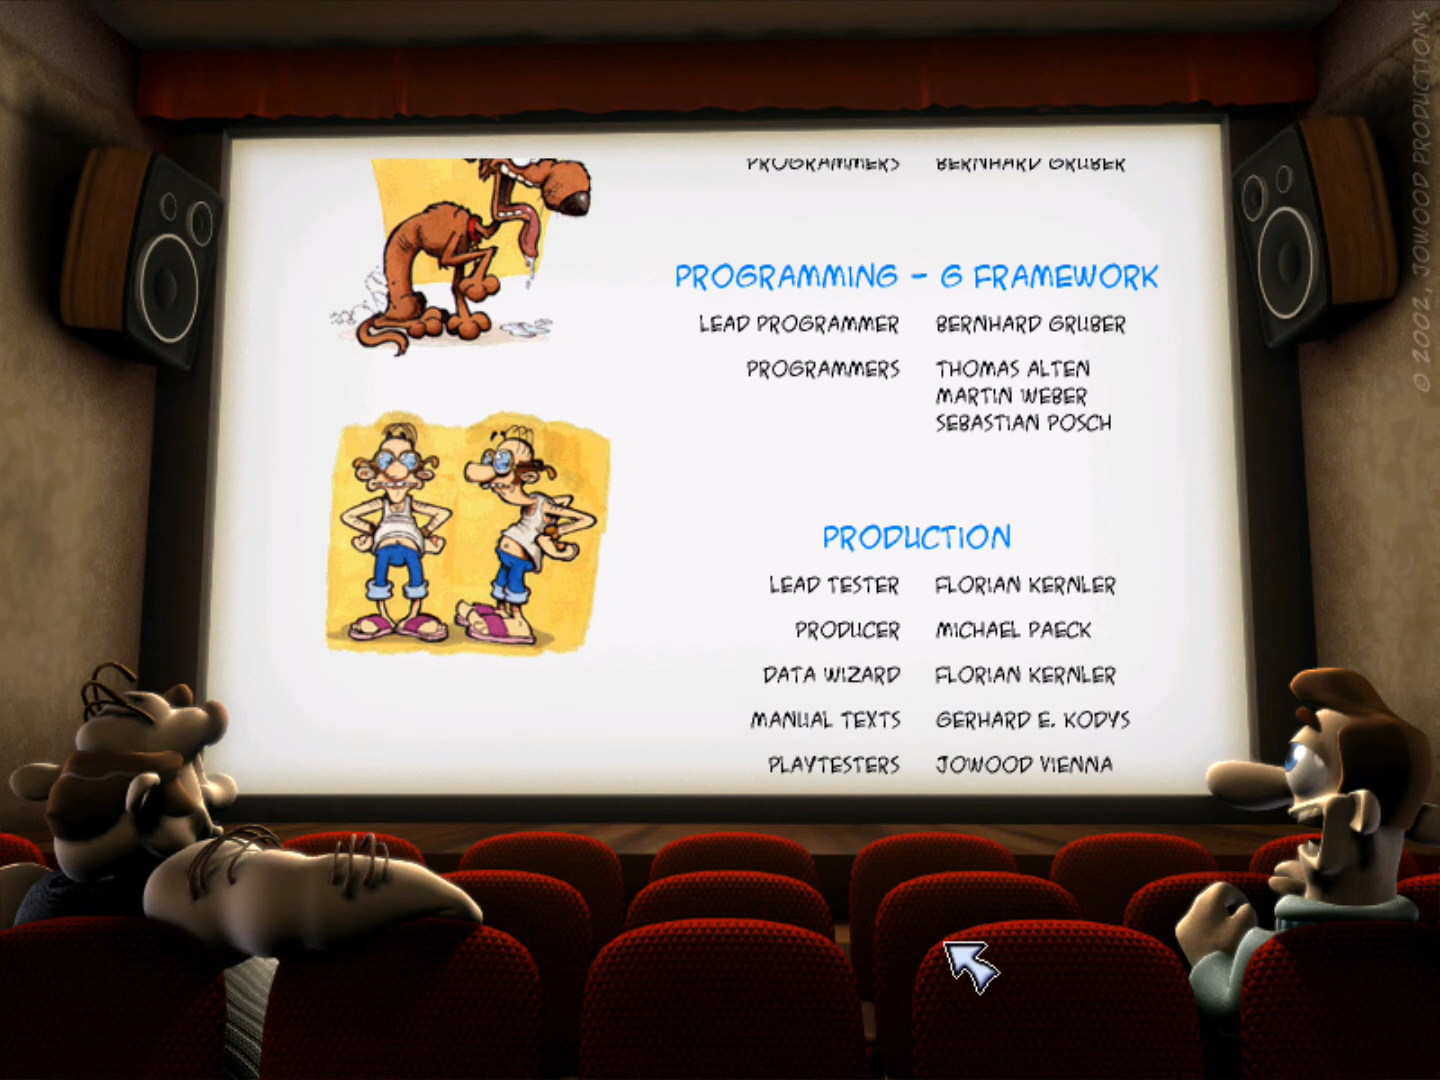 PROGRAMMERS BERNHARD GRUBER
PROGRAMMING - G FRAMEWORK
LEAD PROGRAMMER BERNHARD GRUBER
PROGRAMMERS THOMAS ALTEN
MARTIN WEBER
SEBASTIAN POSCH
PRODUCTION
LEAD TESTER FLORIAN KERNLER
PRODUCER MICHAEL PAECK
DATA WIZARD FLORIAN KERNLER
MANUAL TEXTS GERHARD E. KODYS
PLAYTESTERS JOWOOD VIENNA
© 2002, JOWOOD PRODUCTIONS